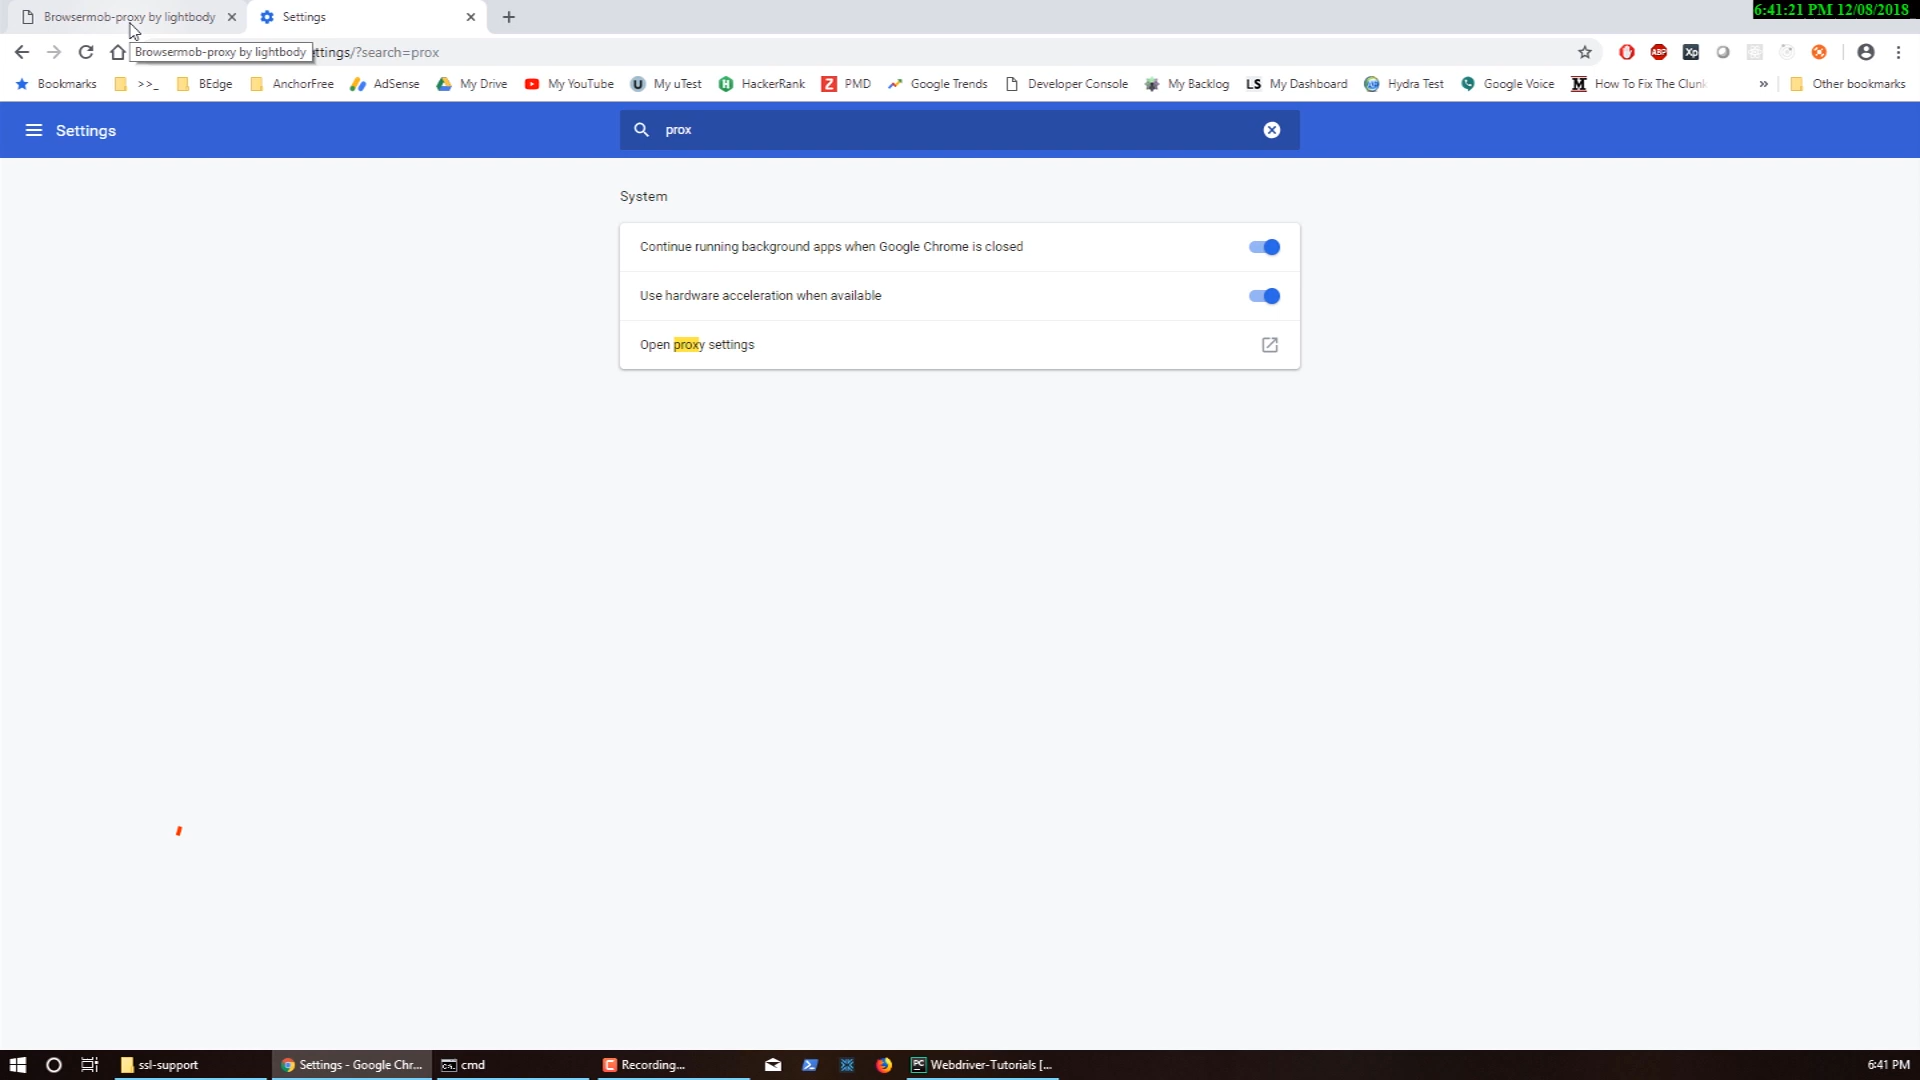 Browsermob-proxy by lightbody
Settings
6:41:21 PM 12/08/2018
Browsermob-proxy by lightbody
ettings/?search=prox
ABP
Xp
Bookmarks
>>_
BEdge
AnchorFree
AdSense
My Drive
My YouTube
U My uTest
H HackerRank
Z PMD
Google Trends
Developer Console
My Backlog
LS My Dashboard
Hydra Test
Google Voice
M How To Fix The Clunk
»
Other bookmarks
Settings
prox
System
Continue running background apps when Google Chrome is closed
Use hardware acceleration when available
Open proxy settings
ssl-support
Settings - Google Chr...
cmd
C Recording...
PC Webdriver-Tutorials [...
6:41 PM